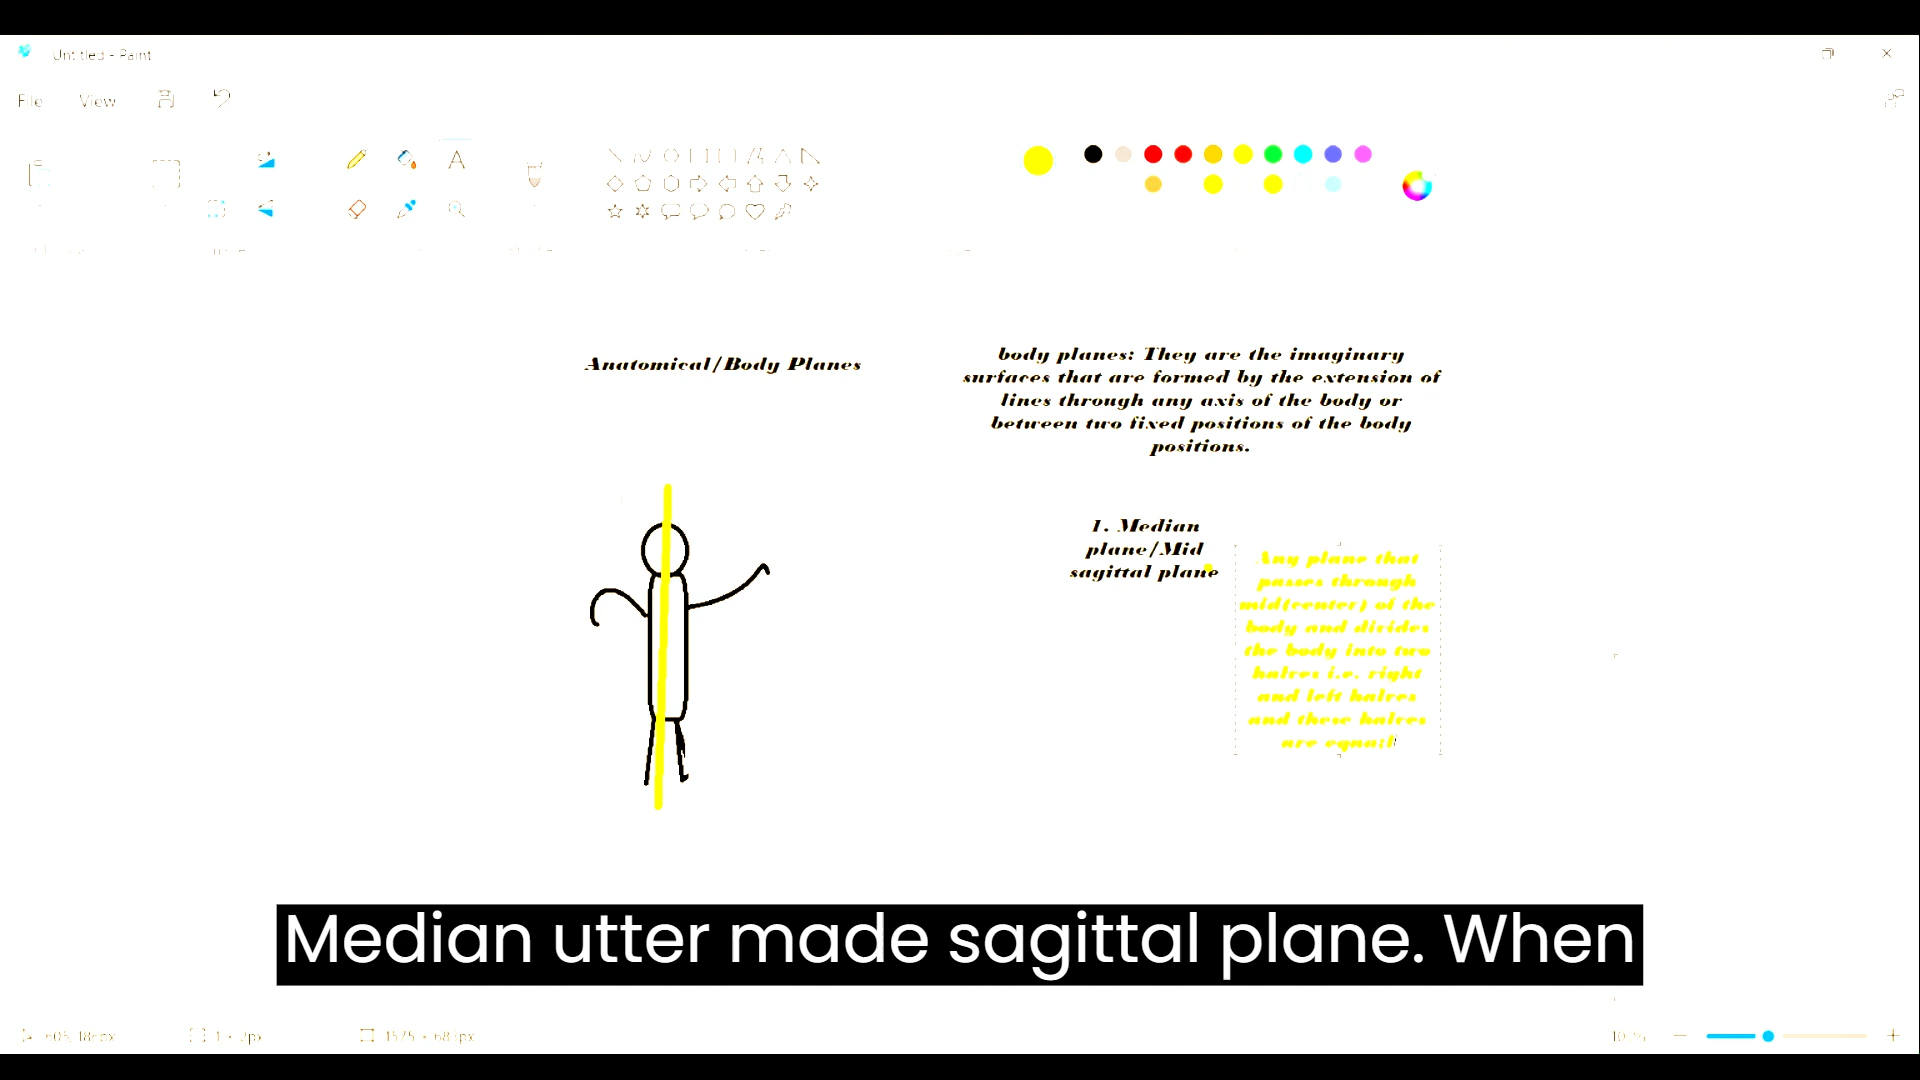 Untitled - Paint
File View
A
Anatomical/Body Planes
body planes: They are the imaginary
surfaces that are formed by the extension of
lines through any axis of the body or
between two fixed positions of the body
positions.
1. Median
plane/Mid
sagittal plane
Any plane that
passes through
mid(center) of the
body and divides
the body into two
halves i.e. right
and left halves
and these halves
are equa
Median utter made sagittal plane. When